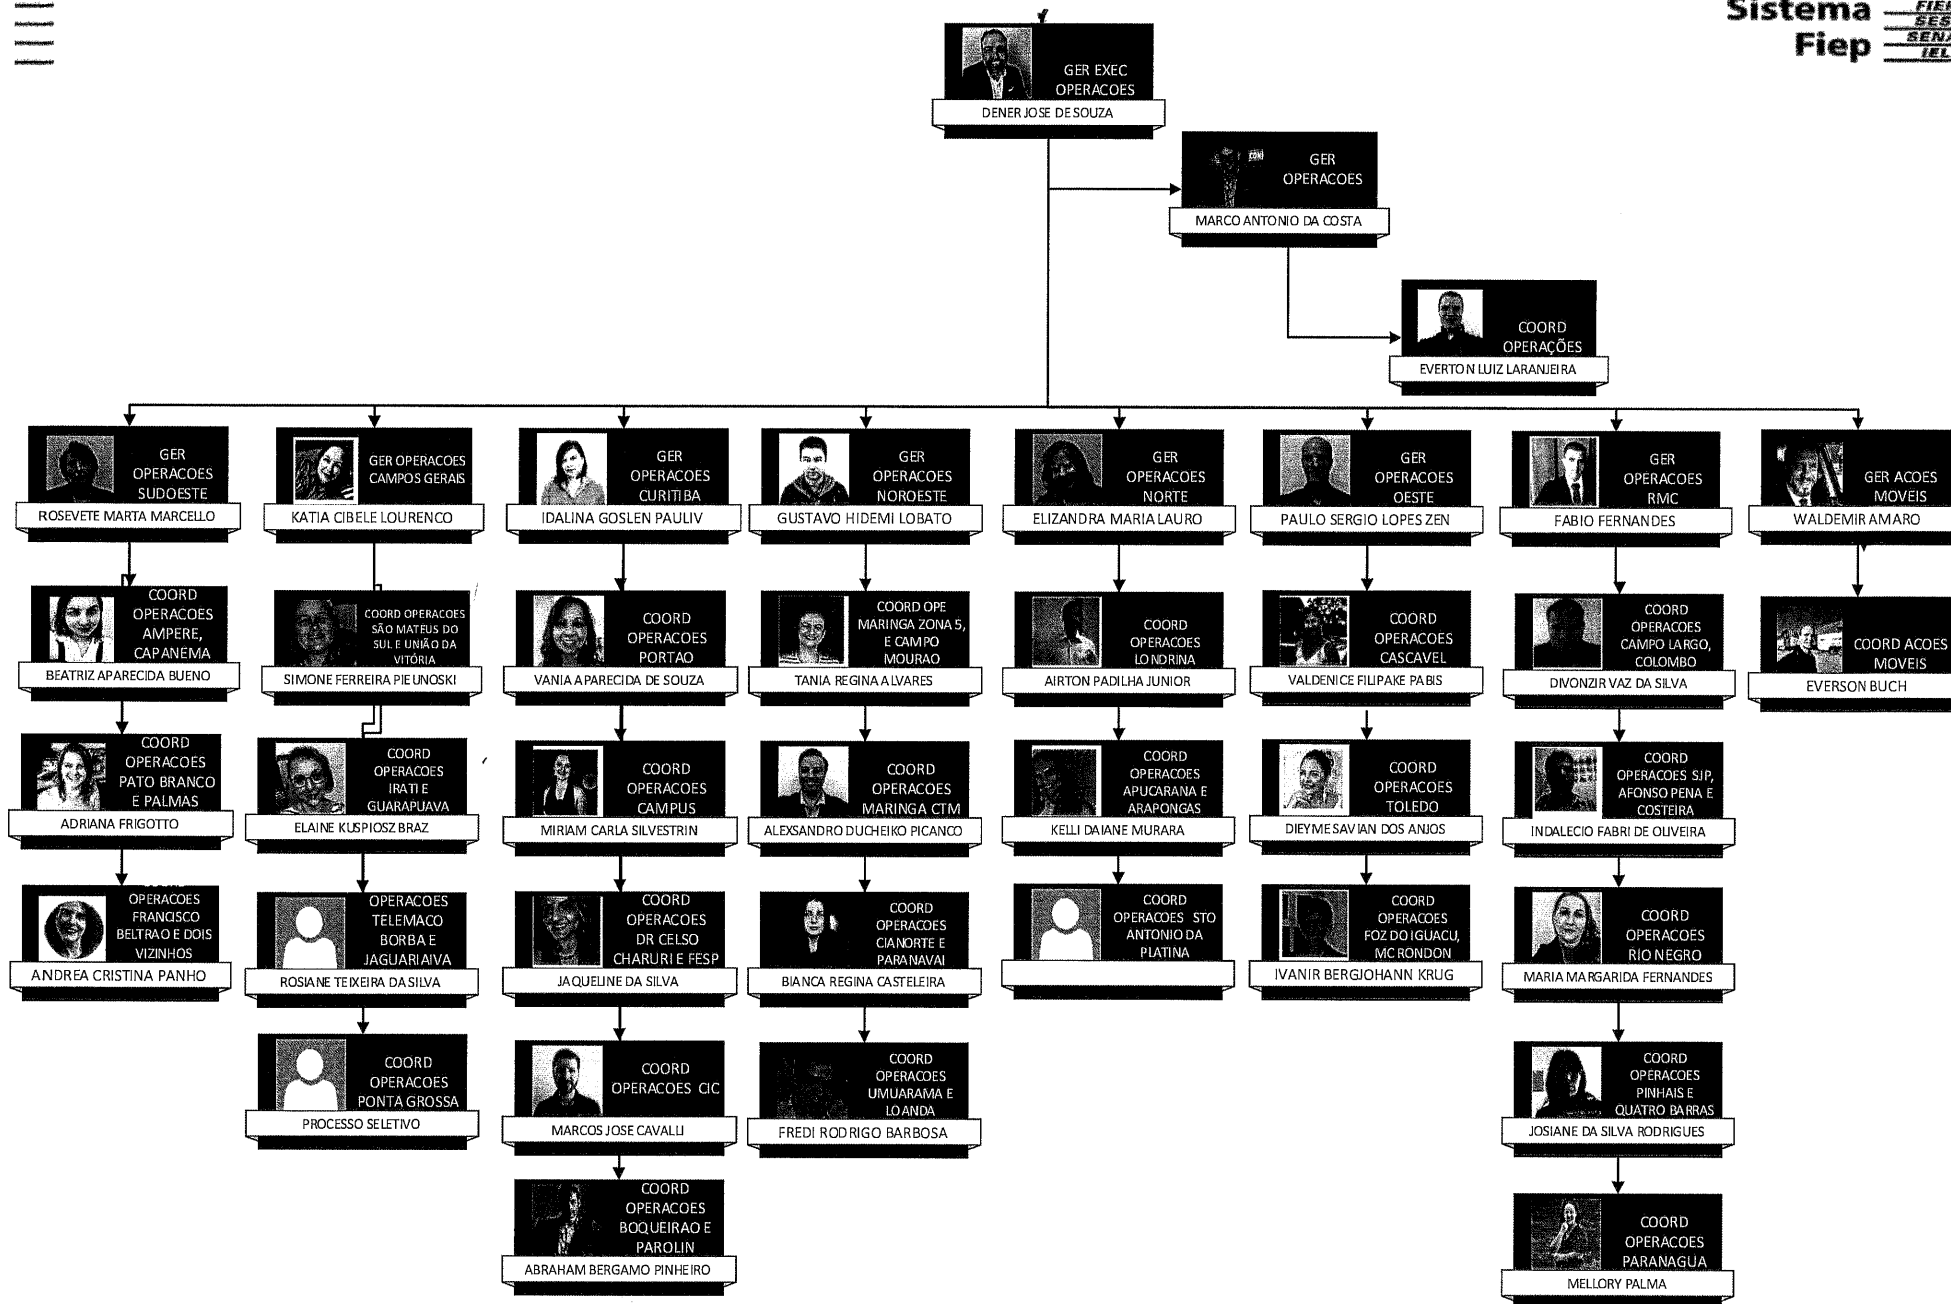 Sistema
Fiep
FIEP
SESI
SENAI
IEL
GER EXEC
OPERACOES
DENER JOSE DE SOUZA
GER
OPERACOES
MARCO ANTONIO DA COSTA
COORD
OPERAÇÕES
EVERTON LUIZ LARANJEIRA
GER
OPERACOES
SUDOESTE
ROSEVETE MARTA MARCELLO
GER OPERACOES
CAMPOS GERAIS
KATIA CIBELE LOURENCO
GER
OPERACOES
CURITIBA
IDALINA GOSLEN PAULIV
GER
OPERACOES
NOROESTE
GUSTAVO HIDEMI LOBATO
GER
OPERACOES
NORTE
ELIZANDRA MARIA LAURO
GER
OPERACOES
OESTE
PAULO SERGIO LOPES ZEN
GER
OPERACOES
RMC
FABIO FERNANDES
GER ACOES
MOVEIS
WALDEMIR AMARO
COORD
OPERACOES
AMPERE,
CAPANEMA
BEATRIZ APARECIDA BUENO
COORD OPERACOES
SÃO MATEUS DO
SUL E UNIÃO DA
VITÓRIA
SIMONE FERREIRA PIEUNOSKI
COORD
OPERACOES
PORTAO
VANIA APARECIDA DE SOUZA
COORD OPE
MARINGA ZONA 5,
E CAMPO
MOURAO
TANIA REGINA ALVARES
COORD
OPERACOES
LONDRINA
AIRTON PADILHA JUNIOR
COORD
OPERACOES
CASCAVEL
VALDENICE FILIPAKE PABIS
COORD
OPERACOES
CAMPO LARGO,
COLOMBO
DIVONZIR VAZ DA SILVA
COORD ACOES
MOVEIS
EVERSON BUCH
COORD
OPERACOES
PATO BRANCO
E PALMAS
ADRIANA FRIGOTTO
COORD
OPERACOES
IRATI E
GUARAPUAVA
ELAINE KUSPIOSZ BRAZ
COORD
OPERACOES
CAMPUS
MIRIAM CARLA SILVESTRIN
COORD
OPERACOES
MARINGA CTM
ALEXSANDRO DUCHEIKO PICANCO
COORD
OPERACOES
APUCARANA E
ARAPONGAS
KELLI DAIANE MURARA
COORD
OPERACOES
TOLEDO
DIEYME SAVIAN DOS ANJOS
COORD
OPERACOES SJP,
AFONSO PENA E
COSTEIRA
INDALECIO FABRI DE OLIVEIRA
OPERACOES
FRANCISCO
BELTRAO E DOIS
VIZINHOS
ANDREA CRISTINA PANHO
OPERACOES
TELEMACO
BORBA E
JAGUARIAIVA
ROSIANE TEIXEIRA DA SILVA
COORD
OPERACOES
DR CELSO
CHARURI E FESP
JAQUELINE DA SILVA
COORD
OPERACOES
CIANORTE E
PARANAVAI
BIANCA REGINA CASTELEIRA
COORD
OPERACOES STO
ANTONIO DA
PLATINA
COORD
OPERACOES
FOZ DO IGUACU,
MC RONDON
IVANIR BERGJOHANN KRUG
COORD
OPERACOES
RIO NEGRO
MARIA MARGARIDA FERNANDES
COORD
OPERACOES
PONTA GROSSA
PROCESSO SELETIVO
COORD
OPERACOES CIC
MARCOS JOSE CAVALLI
COORD
OPERACOES
UMUARAMA E
LOANDA
FREDI RODRIGO BARBOSA
COORD
OPERACOES
PINHAIS E
QUATRO BARRAS
JOSIANE DA SILVA RODRIGUES
COORD
OPERACOES
BOQUEIRAO E
PAROLIN
ABRAHAM BERGAMO PINHEIRO
COORD
OPERACOES
PARANAGUA
MELLORY PALMA